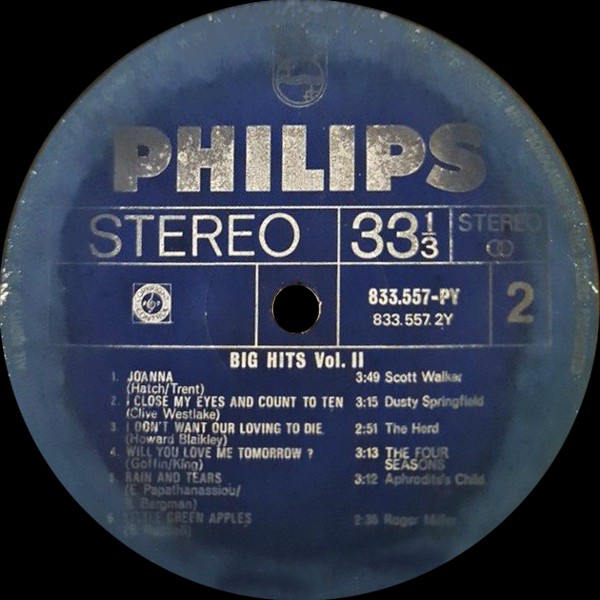 PHILIPS
STEREO 33 1/3 STEREO
833.557-PY
833.557.2Y
2
BIG HITS Vol. II
1. JOANNA 3:49 Scott Walker
(Hatch/Trent)
2. I CLOSE MY EYES AND COUNT TO TEN 3:15 Dusty Springfield
(Clive Westlake)
3. I DON'T WANT OUR LOVING TO DIE 2:51 The Herd
(Howard Blaikley)
4. WILL YOU LOVE ME TOMORROW ? 3:13 THE FOUR
(Goffin/King) SEASONS
5. RAIN AND TEARS 3:12 Aphrodite's Child
(E. Papathanassiou/
B. Bergman)
6. LITTLE GREEN APPLES 2:35 Roger Miller